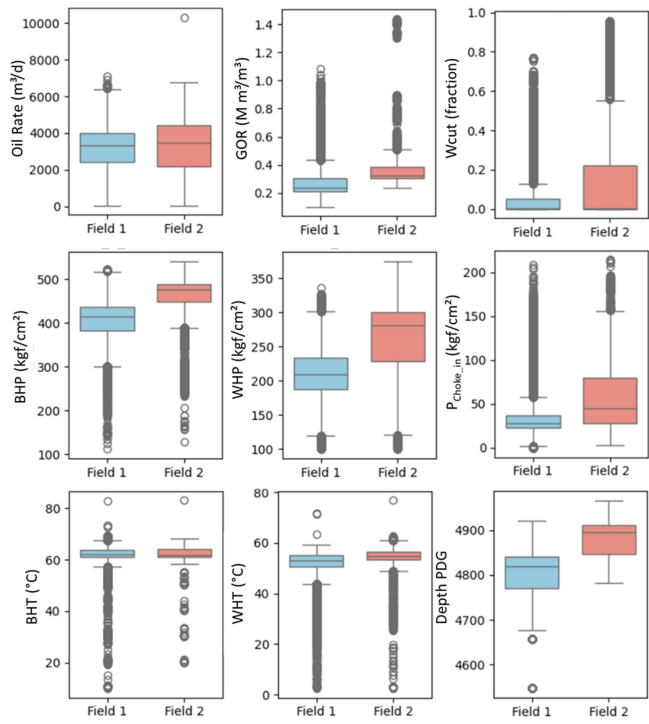 Oil Rate (m³/d)
10000
8000
6000
4000
2000
0
Field 1 Field 2
GOR (M m³/m³)
1.4
1.2
1.0
0.8
0.6
0.4
0.2
Field 1 Field 2
Wcut (fraction)
1.0
0.8
0.6
0.4
0.2
0.0
Field 1 Field 2
BHP (kgf/cm²)
500
400
300
200
100
Field 1 Field 2
WHP (kgf/cm²)
350
300
250
200
150
100
Field 1 Field 2
P_Choke_in (kgf/cm²)
200
150
100
50
0
Field 1 Field 2
BHT (°C)
80
60
40
20
Field 1 Field 2
WHT (°C)
80
60
40
20
0
Field 1 Field 2
Depth PDG
4900
4800
4700
4600
Field 1 Field 2